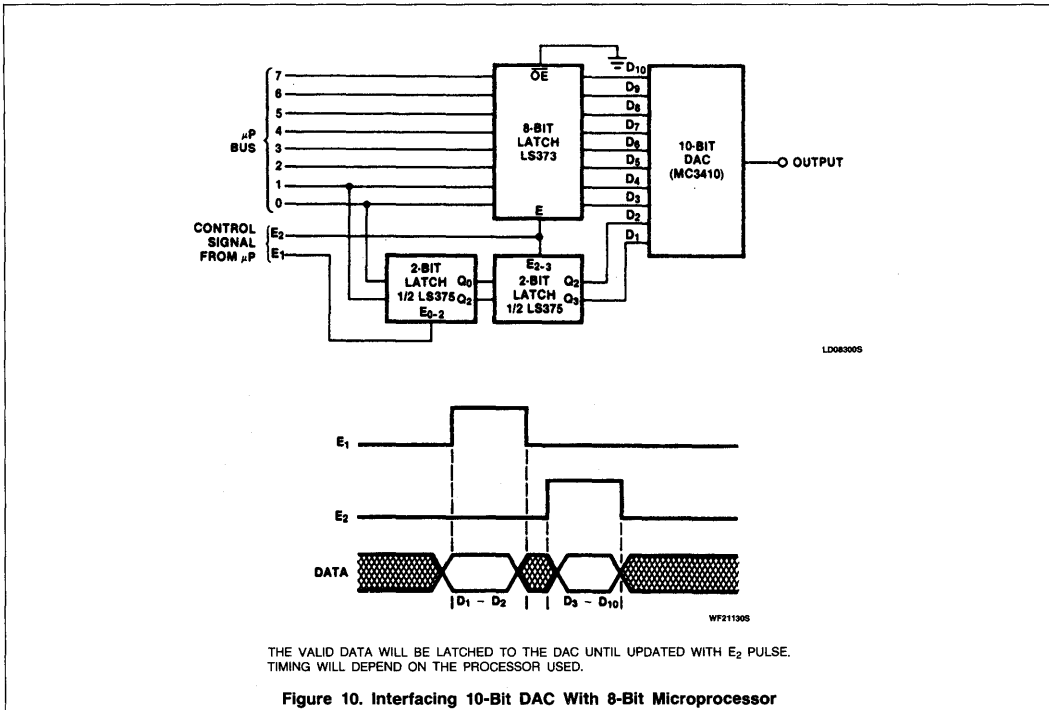 7
6
5
4
3
2
1
0
μP
BUS
CONTROL
SIGNAL
FROM μP
E2
E1
OE
8-BIT
LATCH
LS373
E
D10
D9
D8
D7
D6
D5
D4
D3
D2
D1
10-BIT
DAC
(MC3410)
OUTPUT
2-BIT
LATCH
1/2 LS375
E0-2
Q0
Q2
E2-3
2-BIT
LATCH
1/2 LS375
Q2
Q3
LD08300S
E1
E2
DATA
D1 - D2
D3 - D10
WF21130S
THE VALID DATA WILL BE LATCHED TO THE DAC UNTIL UPDATED WITH E2 PULSE.
TIMING WILL DEPEND ON THE PROCESSOR USED.
Figure 10. Interfacing 10-Bit DAC With 8-Bit Microprocessor